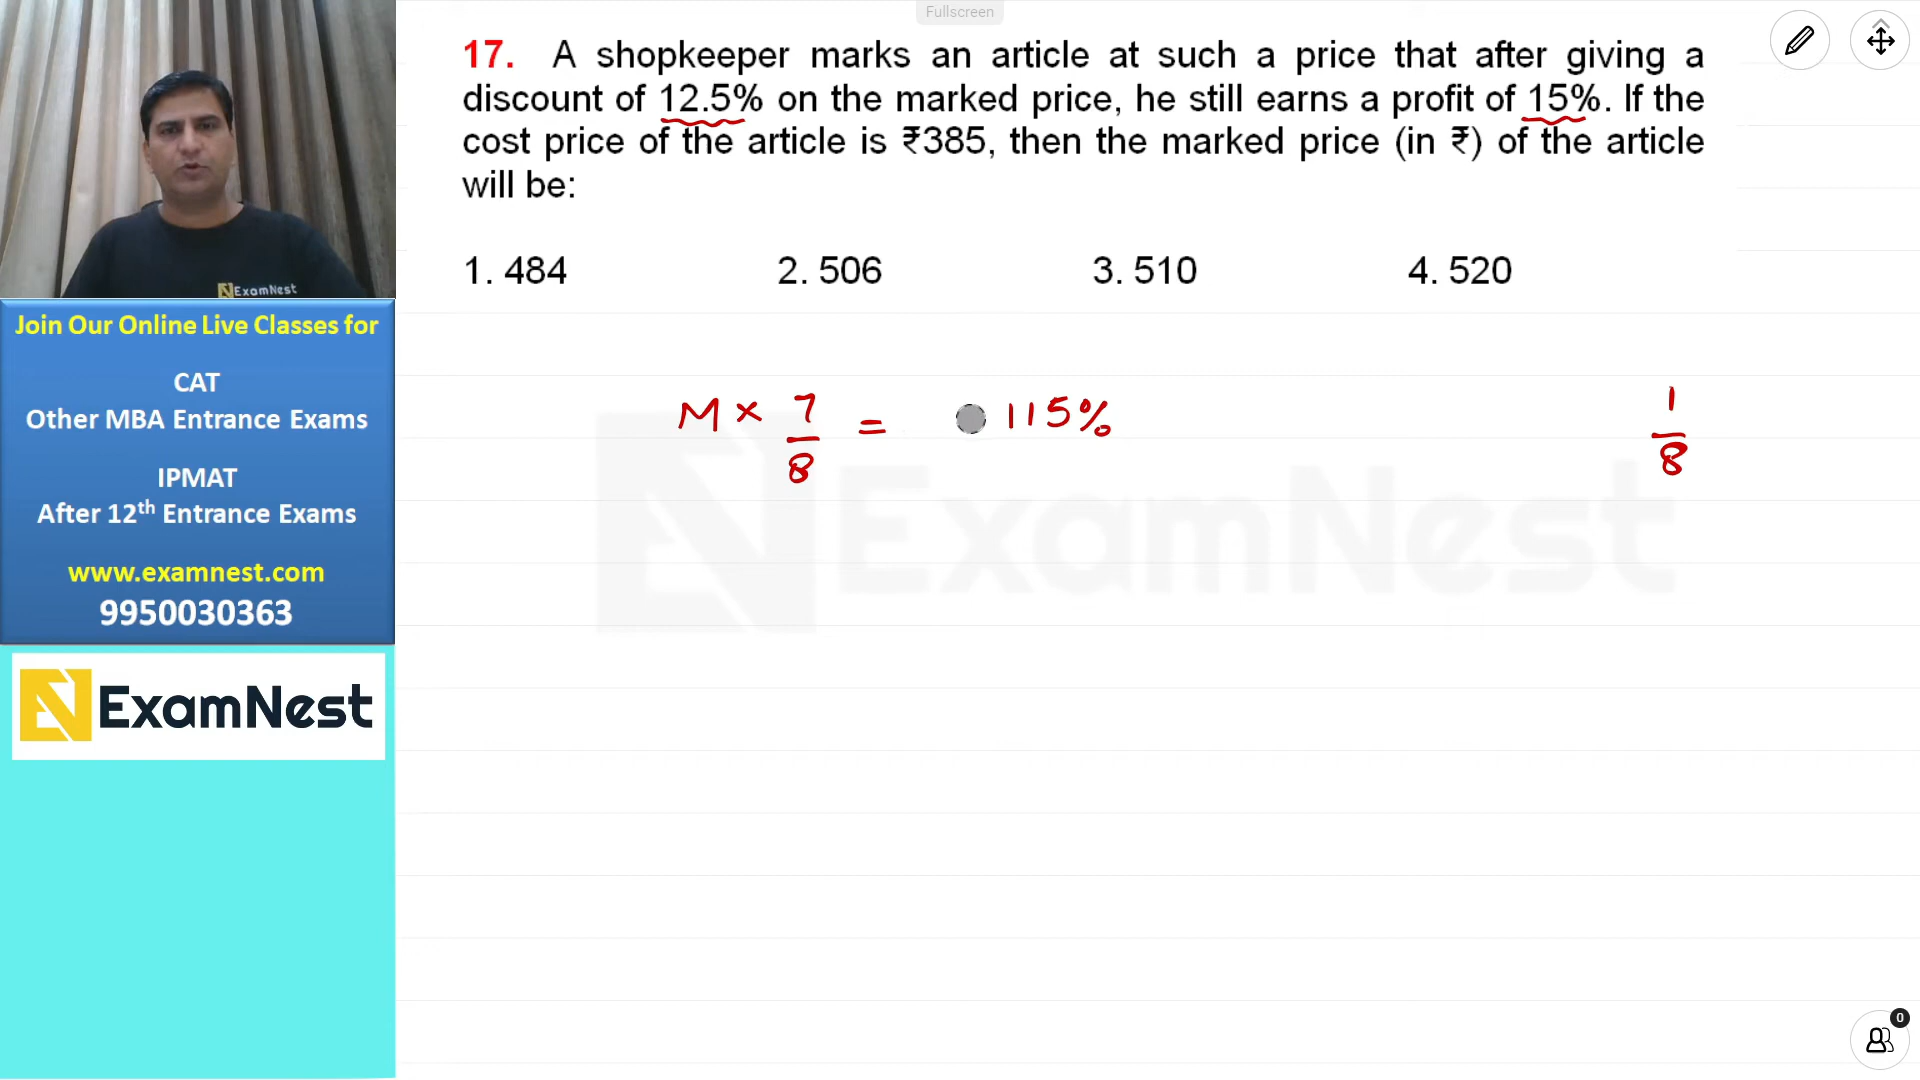 Fullscreen
17. A shopkeeper marks an article at such a price that after giving a
discount of 12.5% on the marked price, he still earns a profit of 15%. If the
cost price of the article is ₹385, then the marked price (in ₹) of the article
will be:
1. 484 2. 506 3. 510 4. 520
M × 7/8 = 115%
1/8
ExamNest
ExamNest
Join Our Online Live Classes for
CAT
Other MBA Entrance Exams
IPMAT
After 12th Entrance Exams
www.examnest.com
9950030363
ExamNest
0